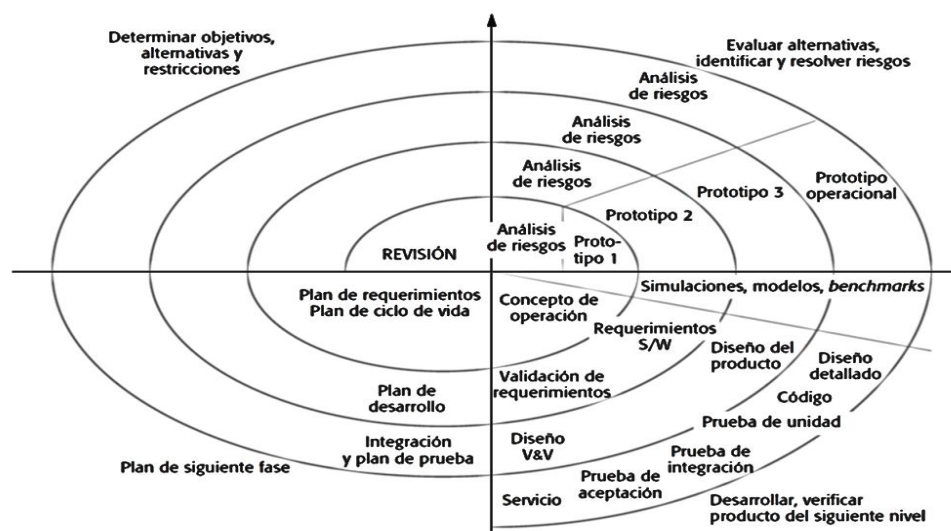 Determinar objetivos,
alternativas y
restricciones
Evaluar alternativas,
identificar y resolver riesgos
Análisis
de riesgos
Análisis
de riesgos
Análisis
de riesgos
Prototipo
operacional
Prototipo 3
Prototipo 2
REVISIÓN
Análisis
de riesgos
Proto-
tipo 1
Plan de requerimientos
Plan de ciclo de vida
Concepto de
operación
Simulaciones, modelos, benchmarks
Requerimientos
S/W
Diseño del
producto
Diseño
detallado
Plan de
desarrollo
Validación de
requerimientos
Código
Prueba de unidad
Integración
y plan de prueba
Diseño
V&V
Prueba de
integración
Plan de siguiente fase
Prueba de
aceptación
Servicio
Desarrollar, verificar
producto del siguiente nivel